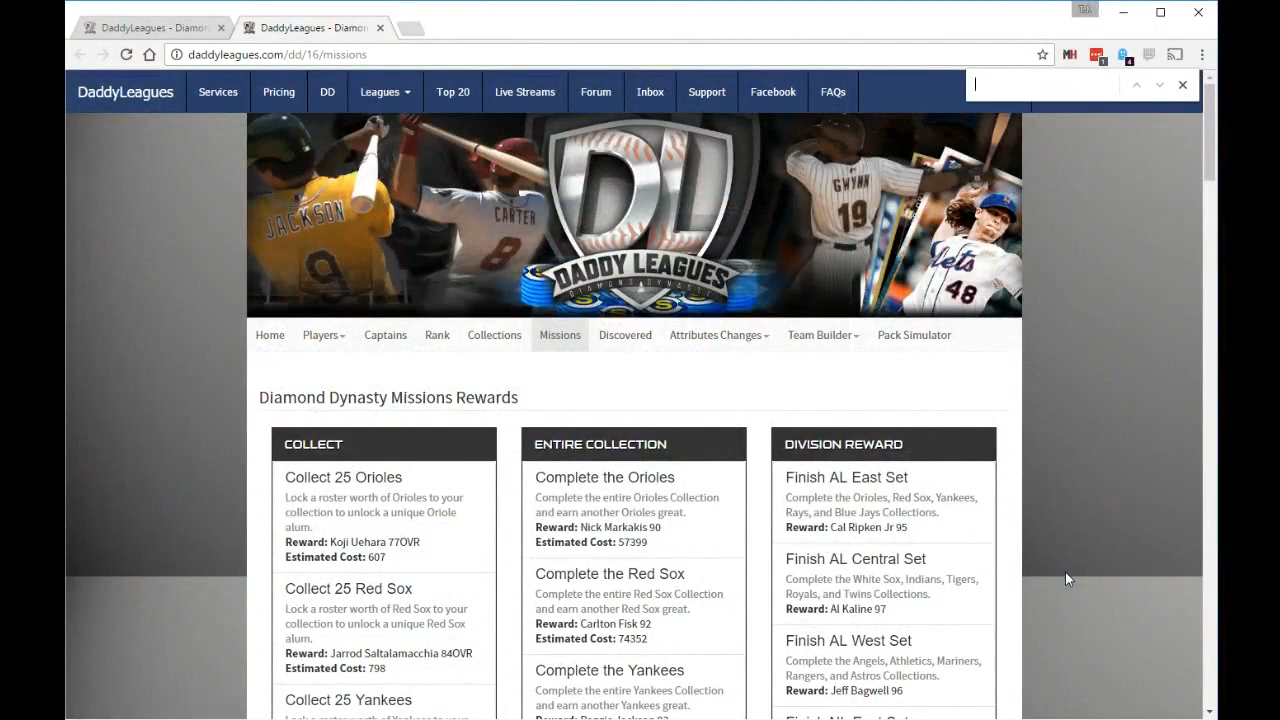 DaddyLeagues - Diamon
DaddyLeagues - Diamon
daddyleagues.com/dd/16/missions
MH
1
4
DaddyLeagues
Services
Pricing
DD
Leagues
Top 20
Live Streams
Forum
Inbox
Support
Facebook
FAQs
JACKSON
9
CARTER
8
DL
DADDY LEAGUES
DIAMOND DYNASTY
GWYNN
19
48
Home
Players
Captains
Rank
Collections
Missions
Discovered
Attributes Changes
Team Builder
Pack Simulator
Diamond Dynasty Missions Rewards
COLLECT
Collect 25 Orioles
Lock a roster worth of Orioles to your
collection to unlock a unique Oriole
alum.
Reward: Koji Uehara 77OVR
Estimated Cost: 607
Collect 25 Red Sox
Lock a roster worth of Red Sox to your
collection to unlock a unique Red Sox
alum.
Reward: Jarrod Saltalamacchia 84OVR
Estimated Cost: 798
Collect 25 Yankees
ENTIRE COLLECTION
Complete the Orioles
Complete the entire Orioles Collection
and earn another Orioles great.
Reward: Nick Markakis 90
Estimated Cost: 57399
Complete the Red Sox
Complete the entire Red Sox Collection
and earn another Red Sox great.
Reward: Carlton Fisk 92
Estimated Cost: 74352
Complete the Yankees
Complete the entire Yankees Collection
and earn another Yankees great.
DIVISION REWARD
Finish AL East Set
Complete the Orioles, Red Sox, Yankees,
Rays, and Blue Jays Collections.
Reward: Cal Ripken Jr 95
Finish AL Central Set
Complete the White Sox, Indians, Tigers,
Royals, and Twins Collections.
Reward: Al Kaline 97
Finish AL West Set
Complete the Angels, Athletics, Mariners,
Rangers, and Astros Collections.
Reward: Jeff Bagwell 96